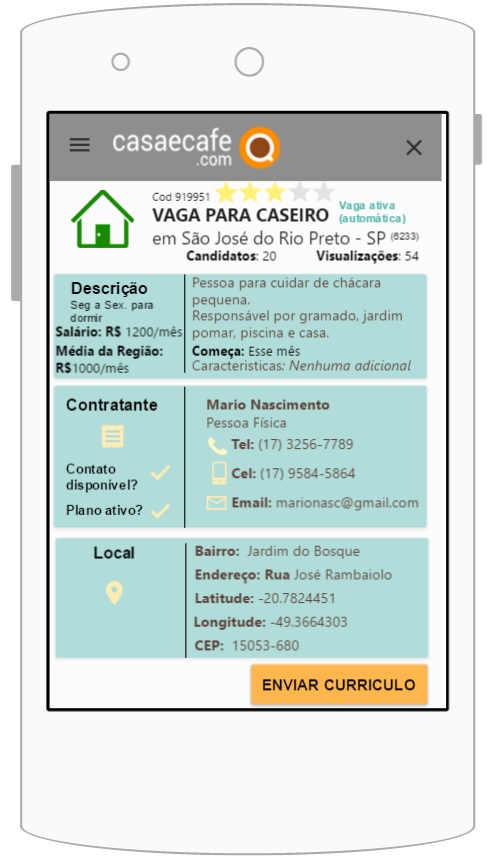 casaecafe
.com
Cod 919951
Vaga ativa
(automática)
VAGA PARA CASEIRO
em São José do Rio Preto - SP (6233)
Candidatos: 20 Visualizações: 54
Descrição
Seg a Sex. para
dormir
Salário: R$ 1200/mês
Média da Região:
R$1000/mês
Pessoa para cuidar de chácara
pequena.
Responsável por gramado, jardim
pomar, piscina e casa.
Começa: Esse mês
Caracteristicas: Nenhuma adicional
Contratante
Contato
disponível?
Plano ativo?
Mario Nascimento
Pessoa Física
Tel: (17) 3256-7789
Cel: (17) 9584-5864
Email: marionasc@gmail.com
Local
Bairro: Jardim do Bosque
Endereço: Rua José Rambaiolo
Latitude: -20.7824451
Longitude: -49.3664303
CEP: 15053-680
ENVIAR CURRICULO